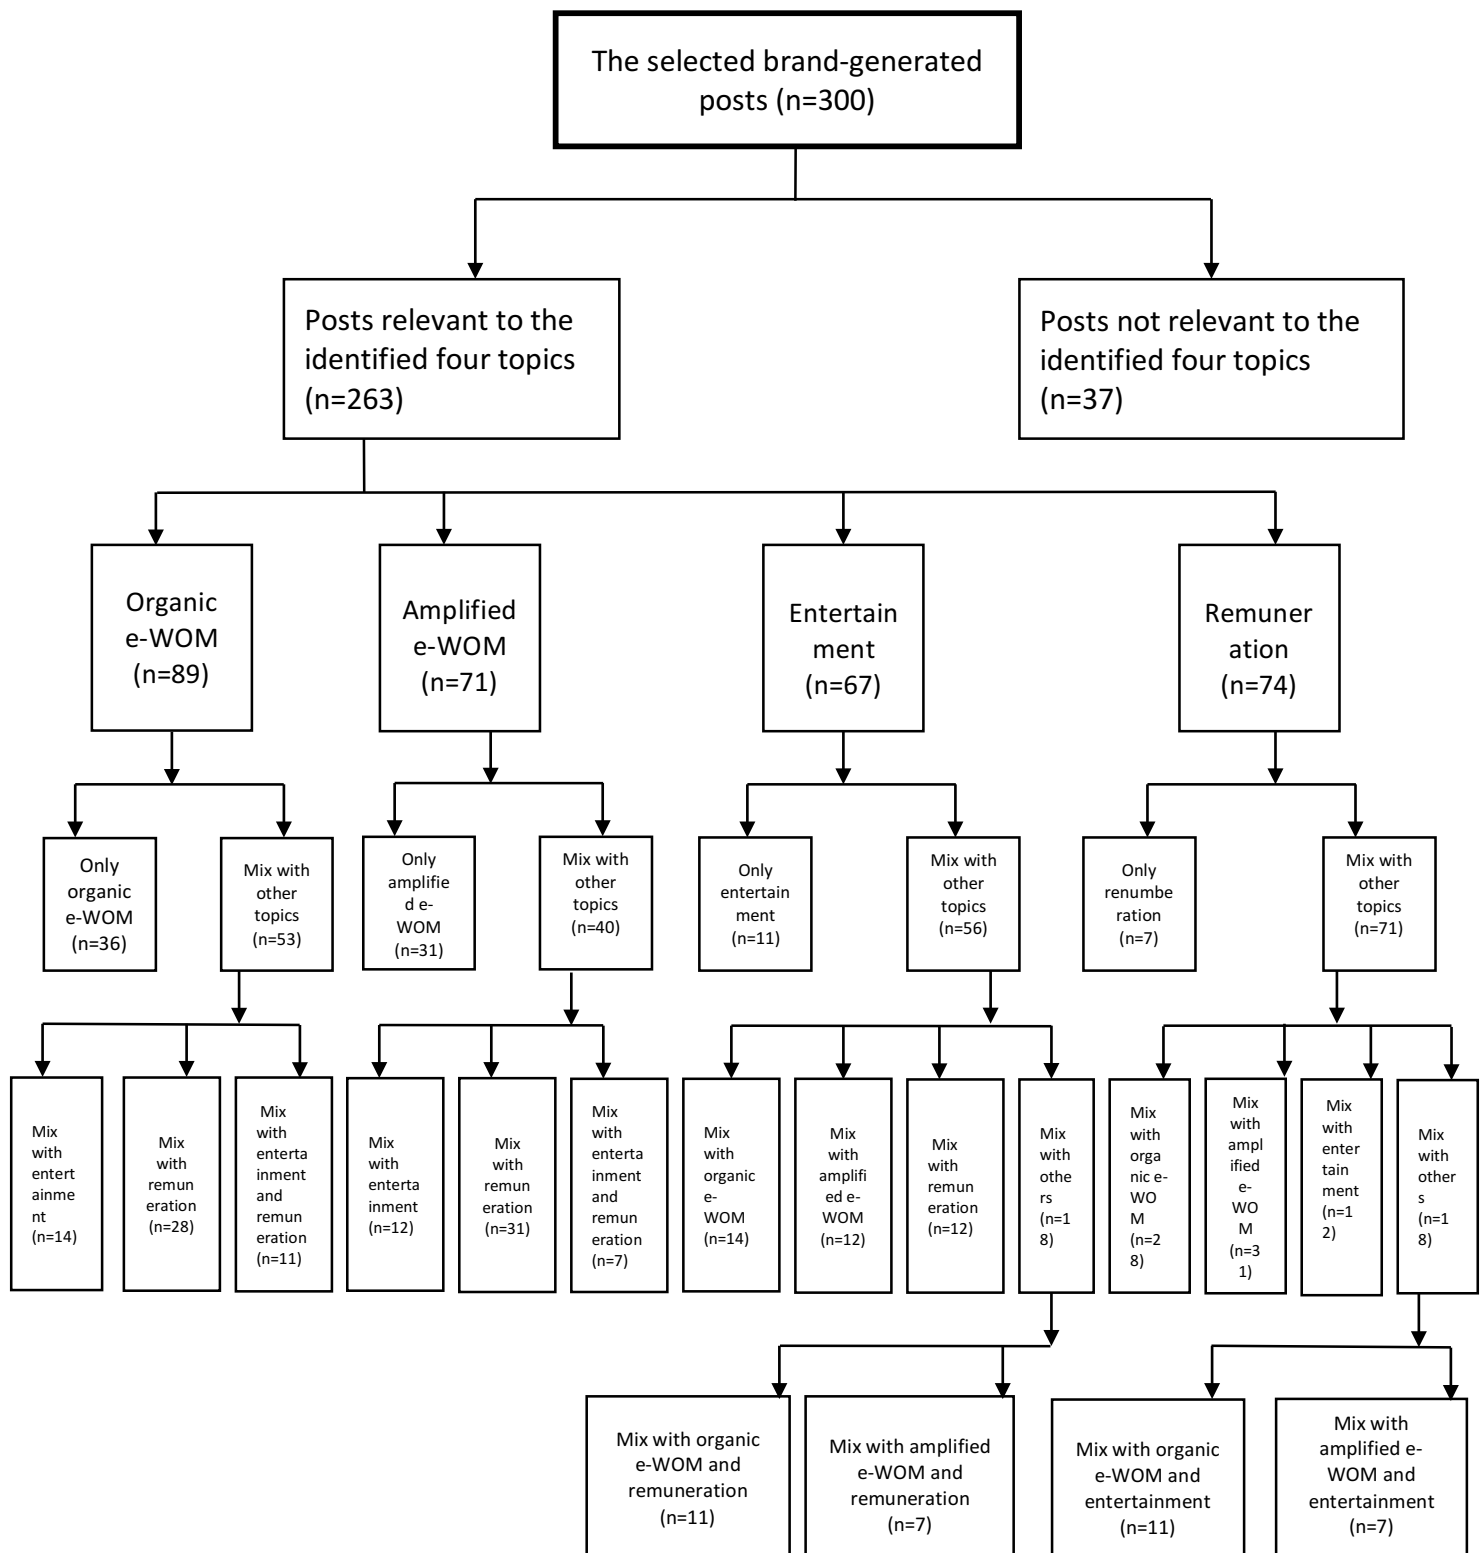 The selected brand-generated
posts (n=300)
Posts relevant to the
identified four topics
(n=263)
Posts not relevant to the
identified four topics
(n=37)
Organic
e-WOM
(n=89)
Amplified
e-WOM
(n=71)
Entertain
ment
(n=67)
Remuner
ation
(n=74)
Only
organic
e-WOM
(n=36)
Mix with
other
topics
(n=53)
Only
amplifie
d e-
WOM
(n=31)
Mix with
other
topics
(n=40)
Only
entertain
ment
(n=11)
Mix with
other
topics
(n=56)
Only
renumbe
ration
(n=7)
Mix with
other
topics
(n=71)
Mix
with
entert
ainme
nt
(n=14)
Mix
with
remun
eration
(n=28)
Mix
with
enterta
inment
and
remun
eration
(n=11)
Mix
with
enterta
inment
(n=12)
Mix
with
remun
eration
(n=31)
Mix
with
enterta
inment
and
remun
eration
(n=7)
Mix
with
organic
e-
WOM
(n=14)
Mix
with
amplifi
ed e-
WOM
(n=12)
Mix
with
remun
eration
(n=12)
Mix
with
othe
rs
(n=1
8)
Mix
with
orga
nic e-
WO
M
(n=2
8)
Mix
with
ampl
ified
e-
WO
M
(n=3
1)
Mix
with
enter
tain
ment
(n=1
2)
Mix
with
other
s
(n=1
8)
Mix with organic
e-WOM and
remuneration
(n=11)
Mix with amplified
e-WOM and
remuneration
(n=7)
Mix with organic
e-WOM and
entertainment
(n=11)
Mix with
amplified e-
WOM and
entertainment
(n=7)